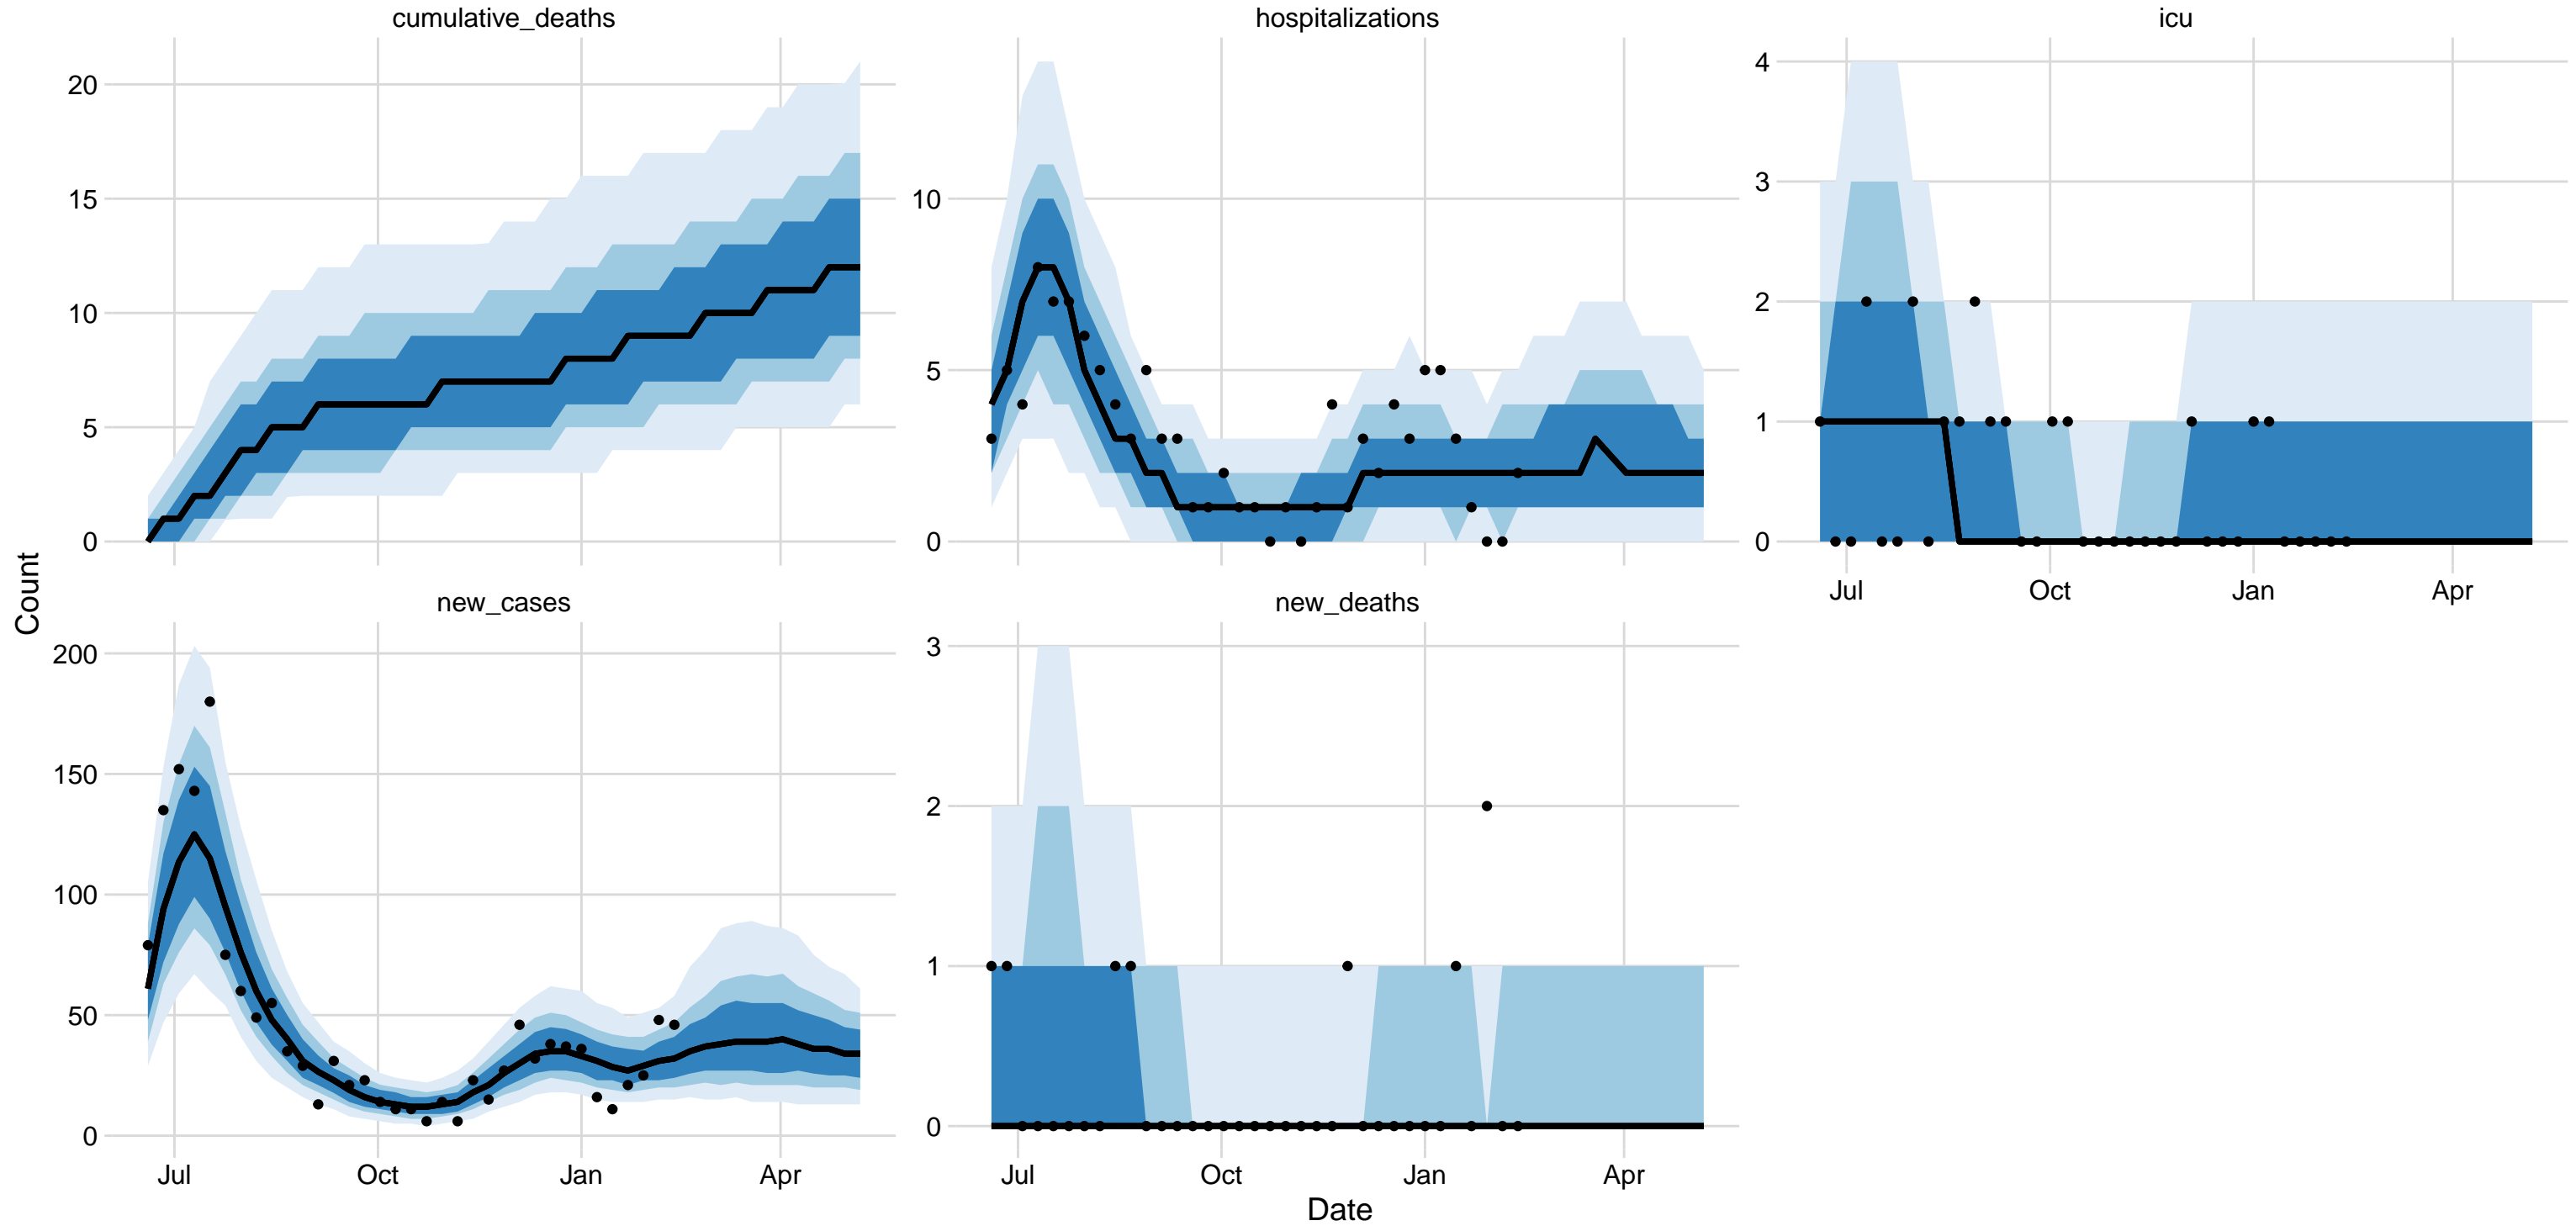 cumulative_deaths
hospitalizations
icu
20
15
10
5
0
10
5
0
4
3
2
1
0
Jul Oct Jan Apr
Count
new_cases
new_deaths
200
150
100
50
0
Jul Oct Jan Apr
3
2
1
0
Jul Oct Jan Apr
Date